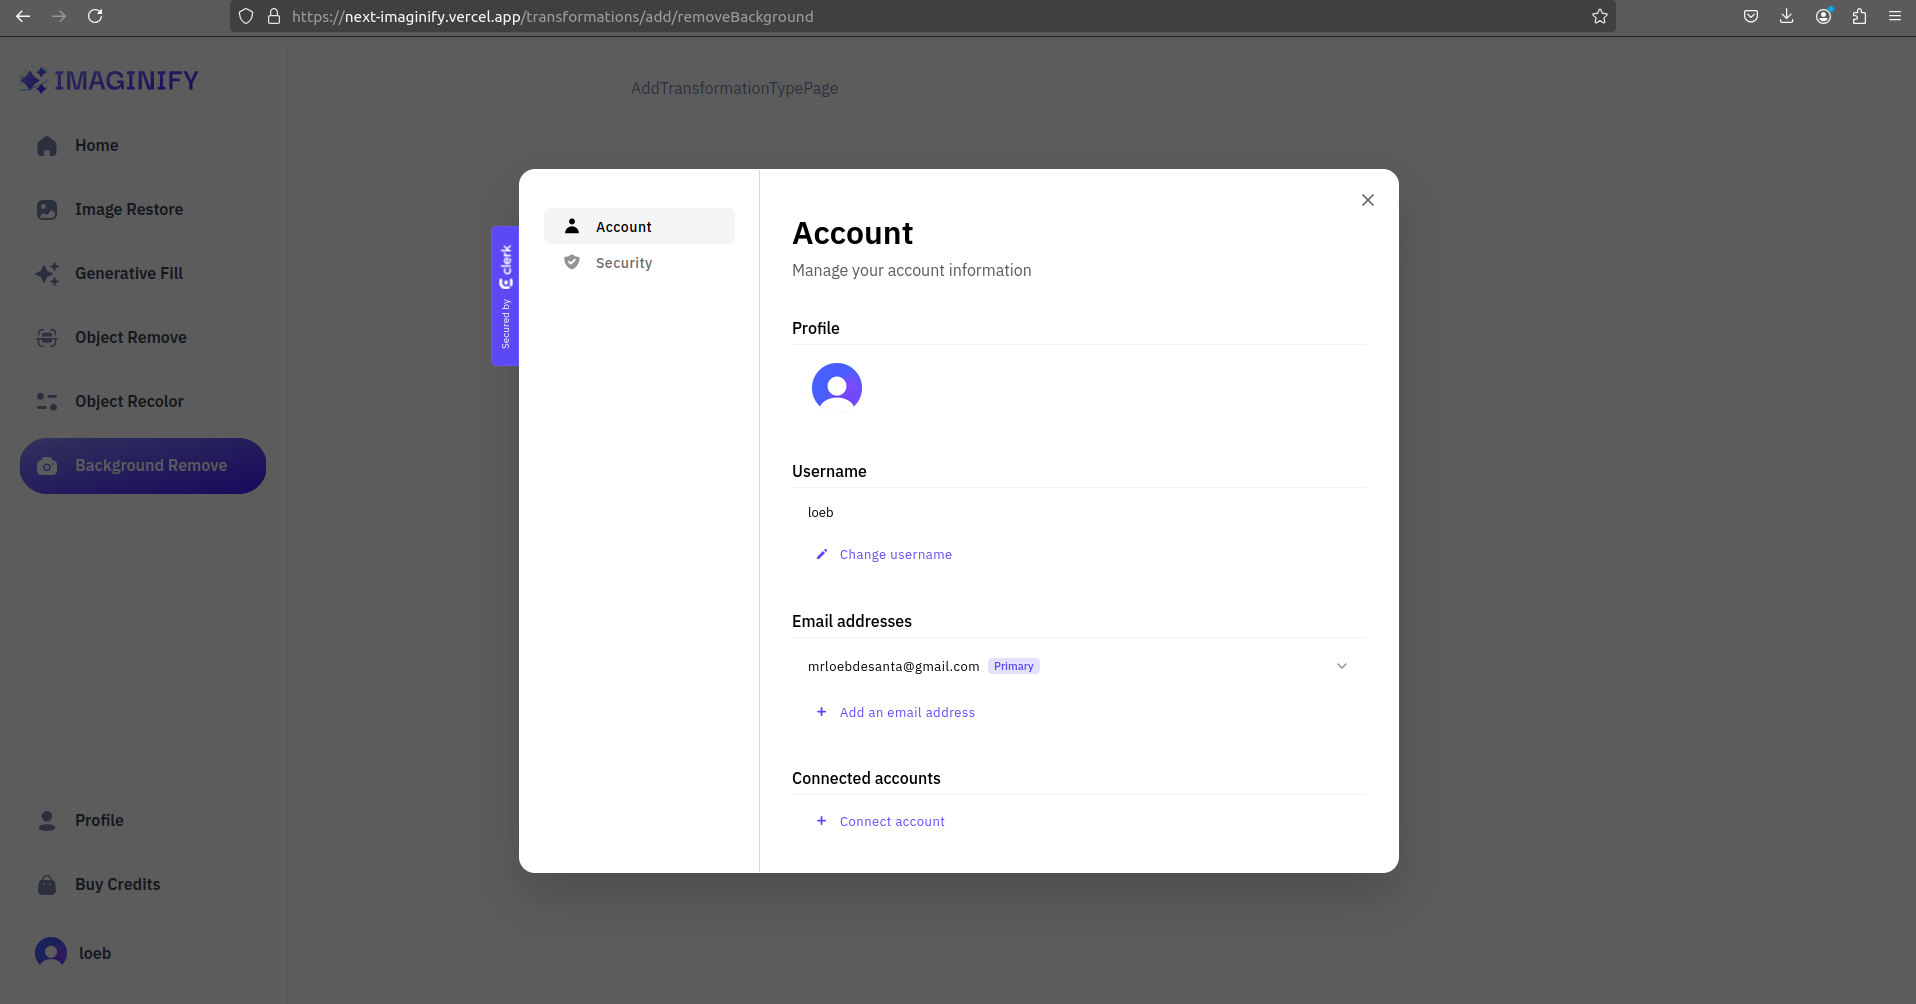 https://next-imaginify.vercel.app/transformations/add/removeBackground
IMAGINIFY
Home
Image Restore
Generative Fill
Object Remove
Object Recolor
Background Remove
Profile
Buy Credits
loeb
AddTransformationTypePage
Secured by clerk
Account
Security
Account
Manage your account information
Profile
Username
loeb
Change username
Email addresses
mrloebdesanta@gmail.com Primary
Add an email address
Connected accounts
Connect account